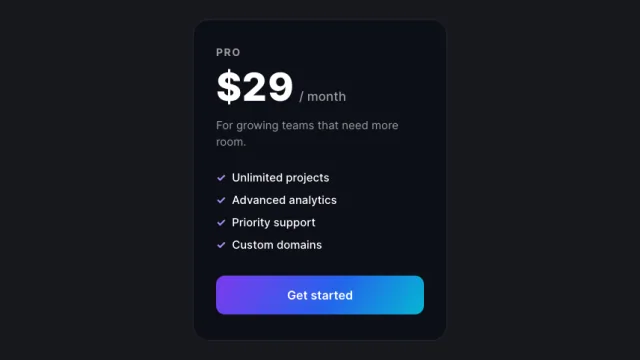 PRO
$29 / month
For growing teams that need more
room.
✓ Unlimited projects
✓ Advanced analytics
✓ Priority support
✓ Custom domains
Get started